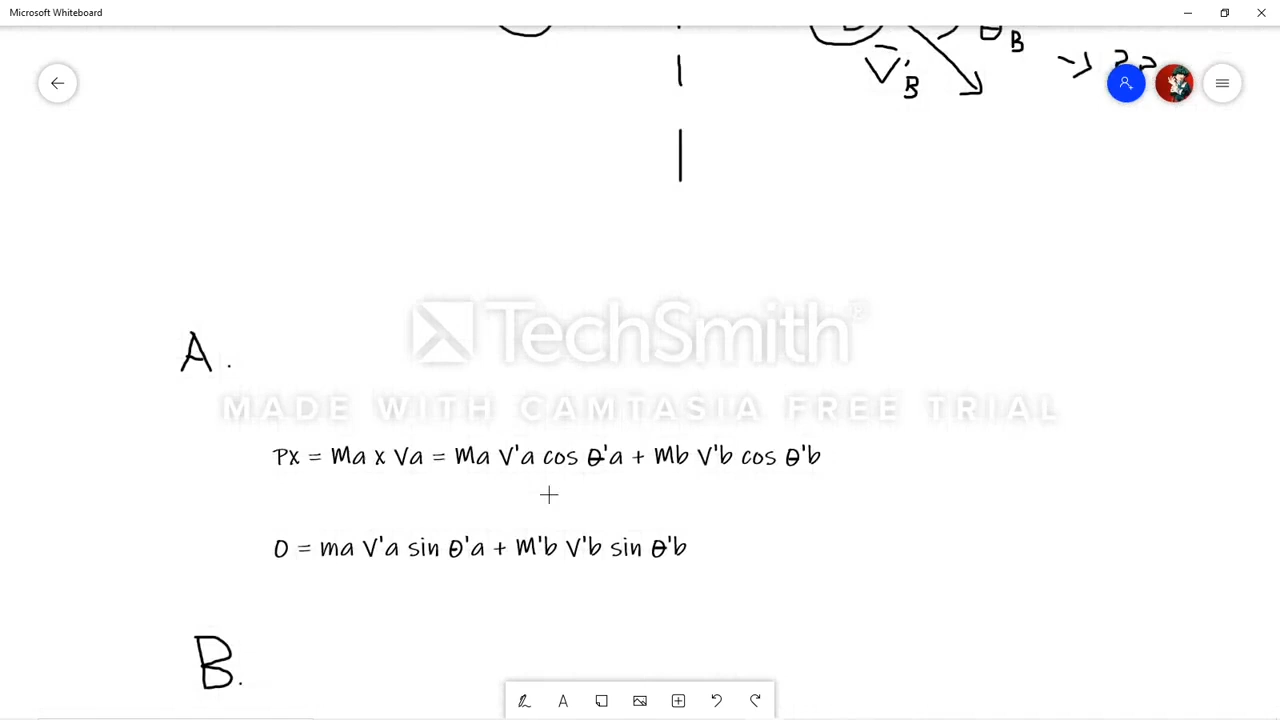 Microsoft Whiteboard
θB
V'B
A.
TechSmith
MADE WITH CAMTASIA FREE TRIAL
Px = Ma x Va = Ma V'a cos θ'a + Mb V'b cos θ'b
0 = ma V'a sin θ'a + M'b V'b sin θ'b
B.
A